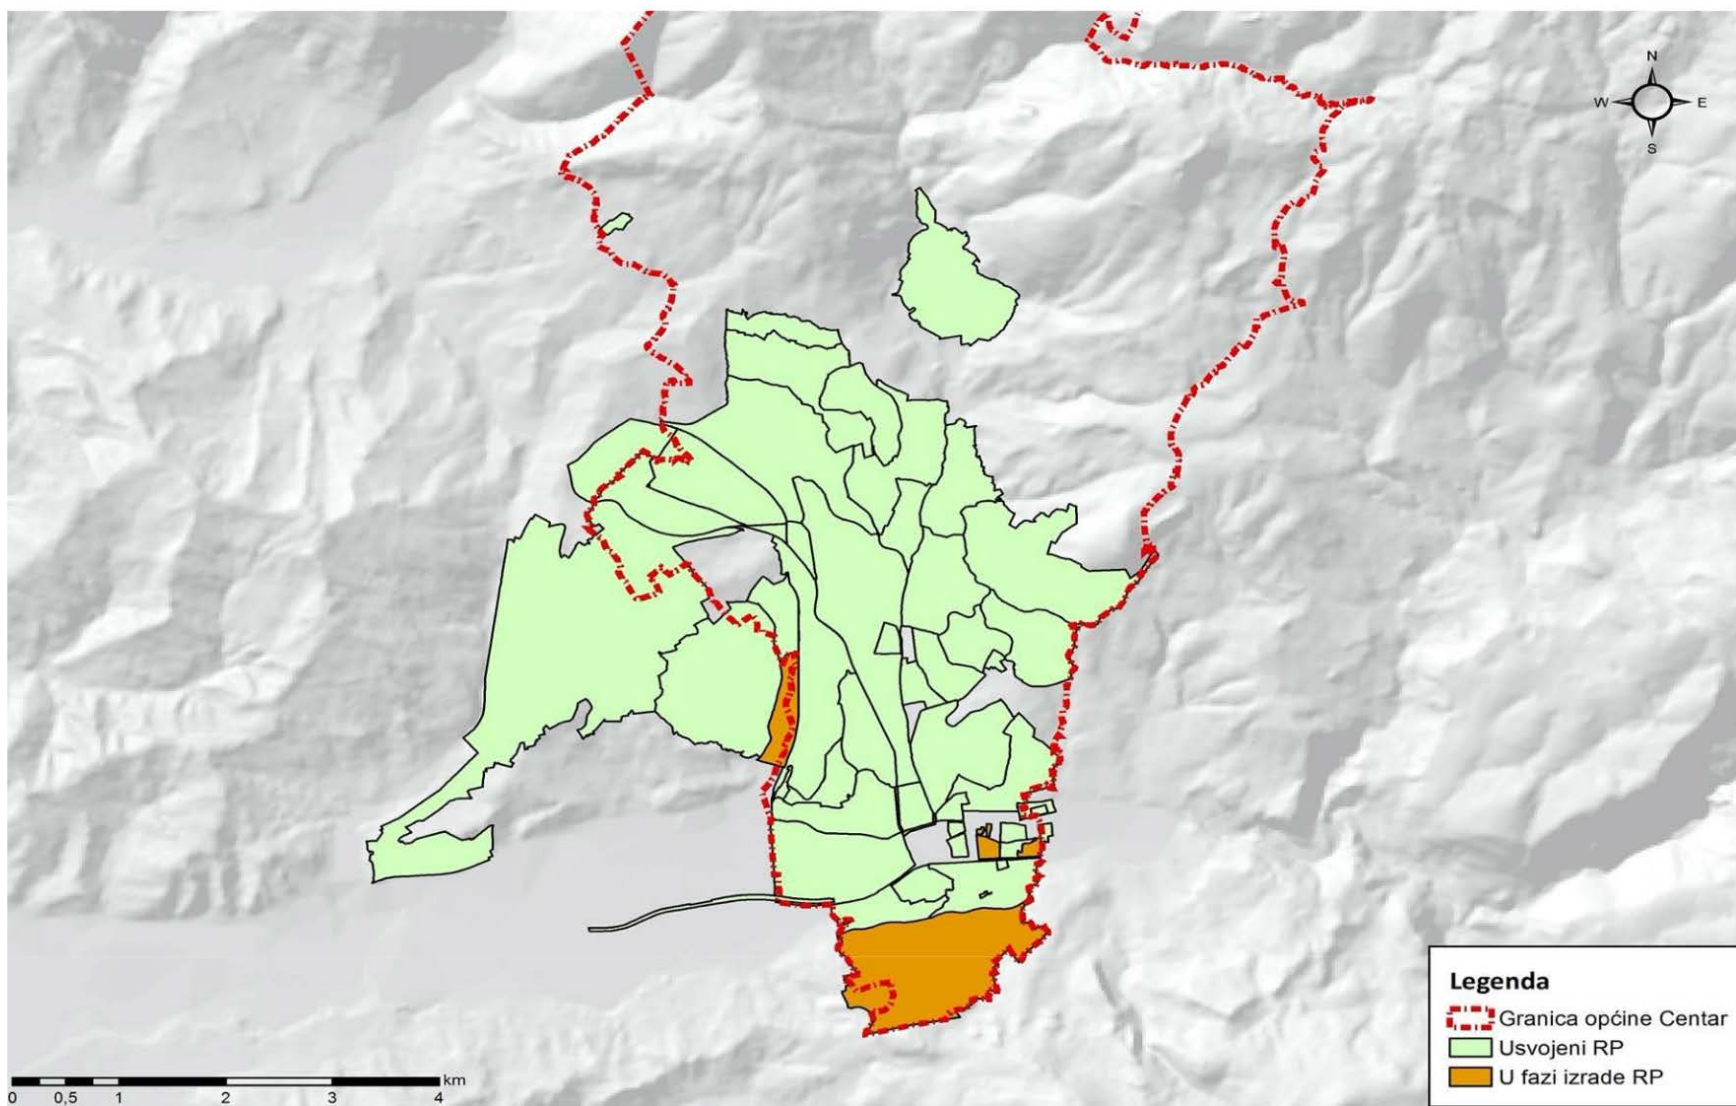 N
W E
S
Legenda
Granica općine Centar
Usvojeni RP
U fazi izrade RP
km
0 0,5 1 2 3 4